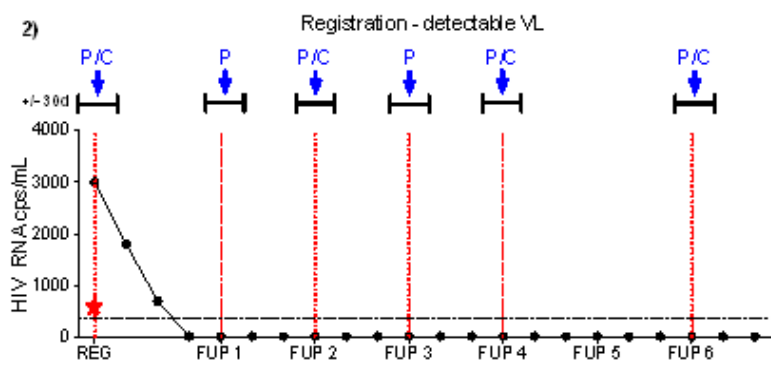 2) Registration - detectable VL
P/C P P/C P P/C P/C
+/- 30d
4000
3000
2000
1000
0
HIV RNA cps/mL
REG FUP 1 FUP 2 FUP 3 FUP 4 FUP 5 FUP 6